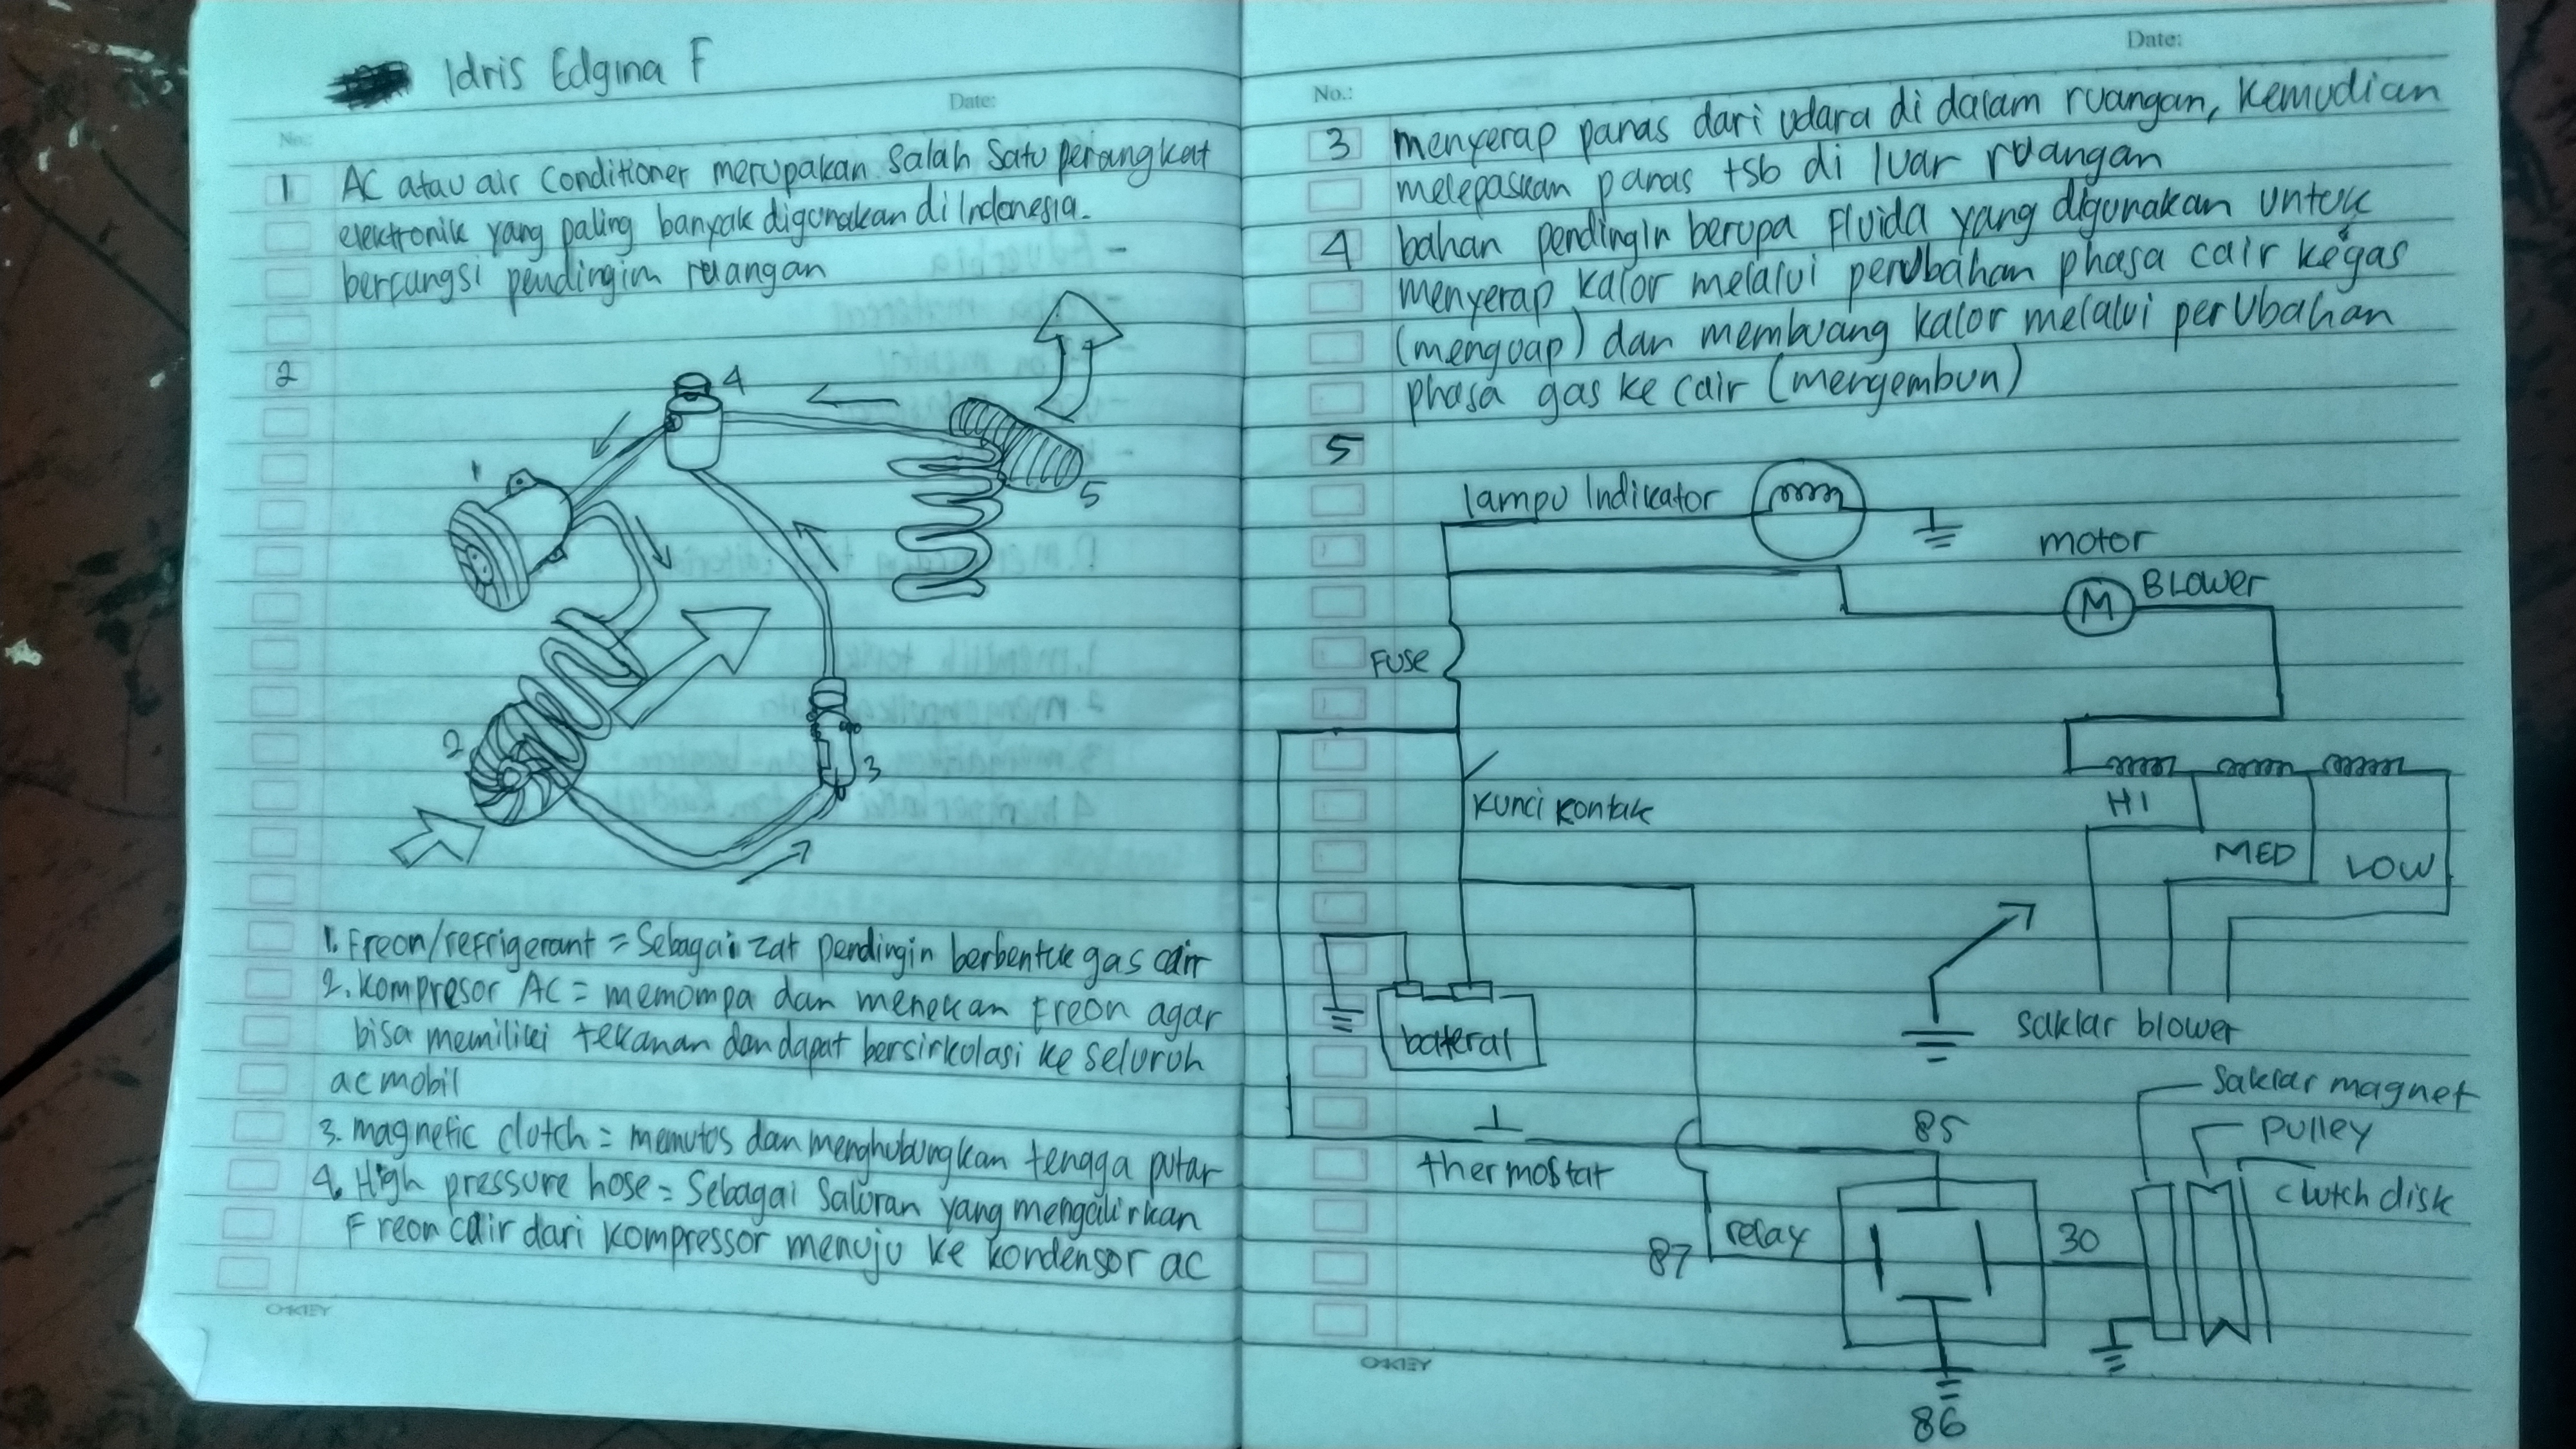 Idris Edgina F
Date:
No:
1 AC atau air Conditioner merupakan salah satu perangkat
elektronik yang paling banyak digunakan di Indonesia.
berfungsi pendingim ruangan
2
4
1
5
2
3
1. Freon/refrigerant = Sebagai zat pendingin berbentuk gas cair
2. Kompresor AC = memompa dan menekan Freon agar
bisa memiliki tekanan dan dapat bersirkulasi ke seluruh
ac mobil
3. magnetic clutch = memutus dan menghubungkan tenaga putar
4. High pressure hose = Sebagai Saluran yang mengalirkan
Freon cair dari kompressor menuju ke kondensor ac
OAKEY
Date:
No.:
3 menyerap panas dari udara di dalam ruangan, kemudian
melepaskan panas tsb di luar ruangan
4 bahan pendingin berupa Fluida yang digunakan untuk
menyerap kalor melalui perubahan phasa cair ke gas
(menguap) dan membuang kalor melalui perubahan
phasa gas ke cair (mengembun)
5
lampu Indikator
motor
M BLower
Fuse
HI
kunci kontak
MED
LOW
baterai
saklar blower
Saklar magnet
85
pulley
thermostat
clutch disk
relay
30
87
OAKEY
86